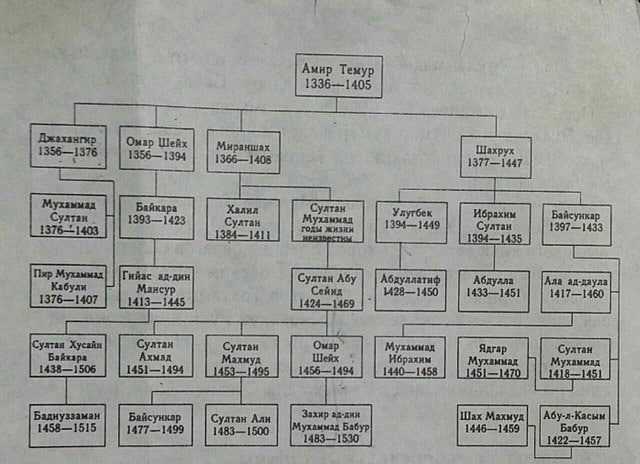 Амир Темур
1336—1405
Джахангир
1356—1376
Омар Шейх
1356—1394
Мираншах
1366—1408
Шахрух
1377—1447
Мухаммад
Султан
1376—1403
Байкара
1393—1423
Халил
Султан
1384—1411
Султан
Мухаммад
годы жизни
неизвестны
Улугбек
1394—1449
Ибрахим
Султан
1394—1435
Байсункар
1397—1433
Пир Мухаммад
Кабули
1376—1407
Гийас ад-дин
Мансур
1413—1445
Султан Абу
Сейид
1424—1469
Абдуллатиф
1428—1450
Абдулла
1433—1451
Ала ад-даула
1417—1460
Султан Хусайн
Байкара
1438—1506
Султан
Ахмад
1451—1494
Султан
Махмуд
1453—1495
Омар
Шейх
1456—1494
Мухаммад
Ибрахим
1440—1458
Ядгар
Мухаммад
1451—1470
Султан
Мухаммад
1418—1451
Бадиуззаман
1458—1515
Байсункар
1477—1499
Султан Али
1483—1500
Захир ад-дин
Мухаммад Бабур
1483—1530
Шах Махмуд
1446—1459
Абу-л-Касым
Бабур
1422—1457